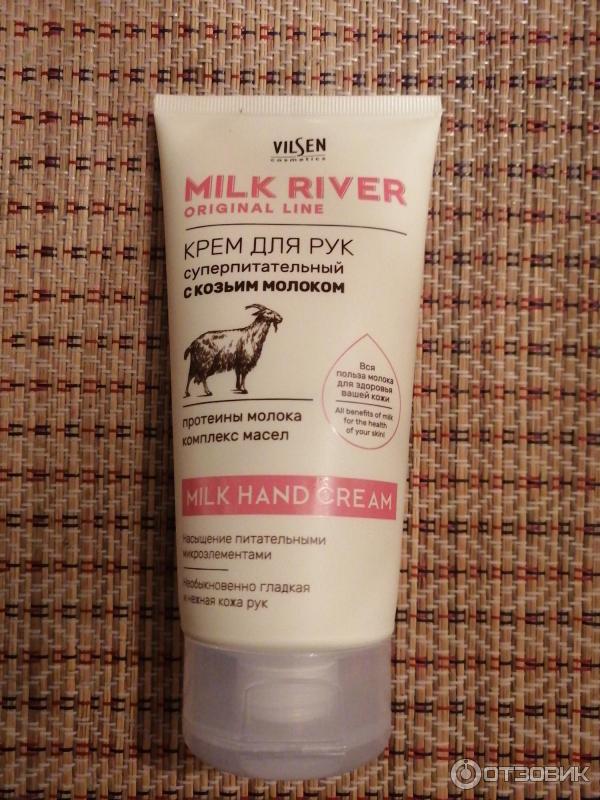 VILSEN
cosmetics
MILK RIVER
ORIGINAL LINE
КРЕМ ДЛЯ РУК
суперпитательный
С КОЗЬИМ МОЛОКОМ
Вся
польза молока
для здоровья
вашей кожи
All benefits of milk
for the health
of your skin!
протеины молока
комплекс масел
MILK HAND CREAM
Насыщение питательными
микроэлементами
Необыкновенно гладкая
и нежная кожа рук
ОТЗОВИК